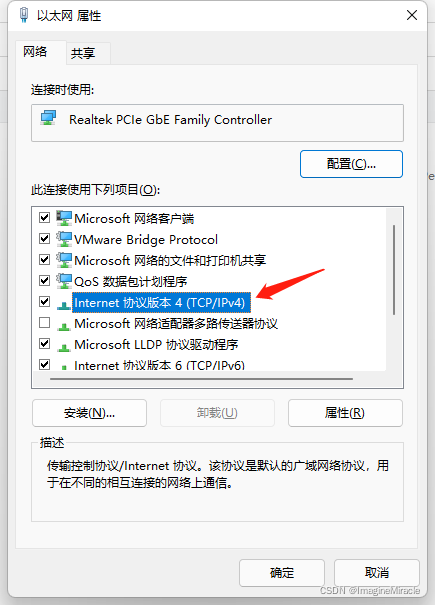 以太网 属性
网络
共享
连接时使用:
Realtek PCIe GbE Family Controller
配置(C)...
此连接使用下列项目(O):
Microsoft 网络客户端
VMware Bridge Protocol
Microsoft 网络的文件和打印机共享
QoS 数据包计划程序
Internet 协议版本 4 (TCP/IPv4)
Microsoft 网络适配器多路传送器协议
Microsoft LLDP 协议驱动程序
Internet 协议版本 6 (TCP/IPv6)
安装(N)...
卸载(U)
属性(R)
描述
传输控制协议/Internet 协议。该协议是默认的广域网络协议，用
于在不同的相互连接的网络上通信。
确定
取消
CSDN @ImagineMiracle